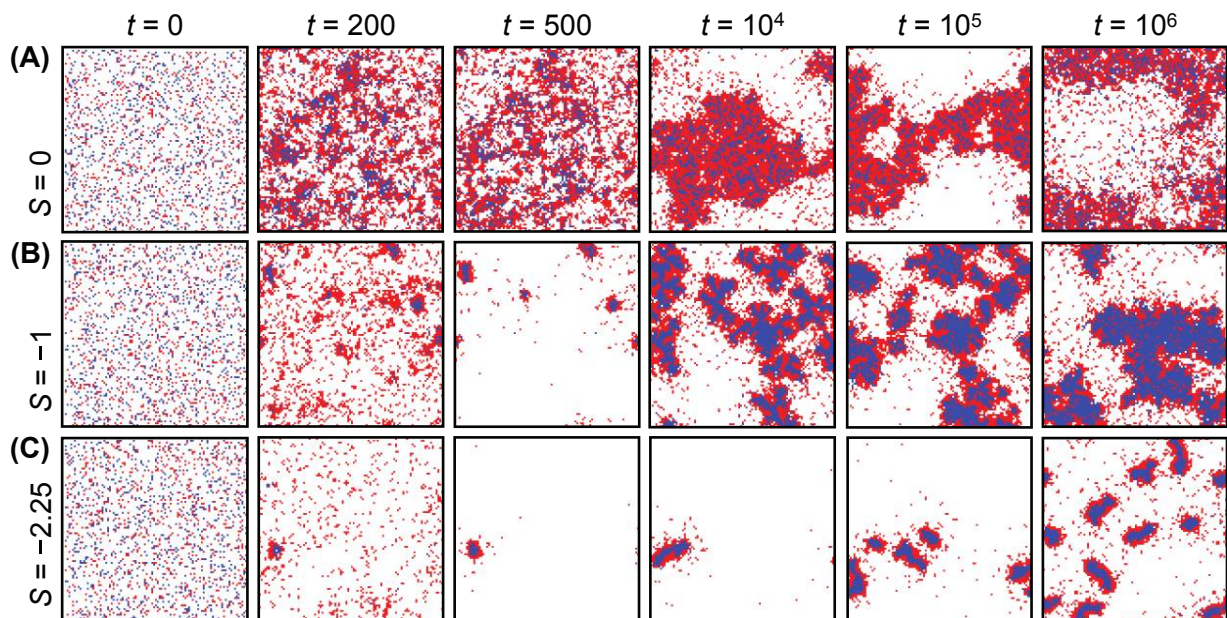 t = 0 t = 200 t = 500 t = 10⁴ t = 10⁵ t = 10⁶
(A)
S = 0
(B)
S = −1
(C)
S = −2.25